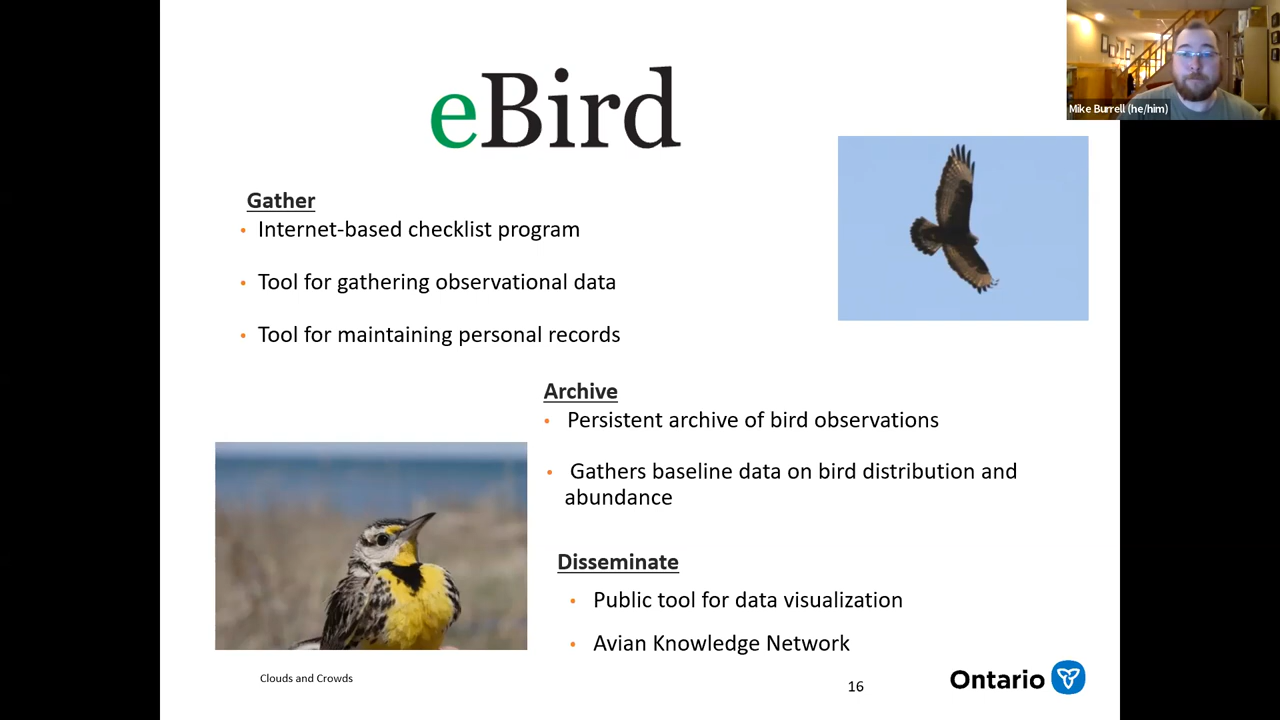 eBird
Mike Burrell (he/him)
Gather
• Internet-based checklist program
• Tool for gathering observational data
• Tool for maintaining personal records
Archive
• Persistent archive of bird observations
• Gathers baseline data on bird distribution and
abundance
Disseminate
• Public tool for data visualization
• Avian Knowledge Network
Clouds and Crowds
16
Ontario